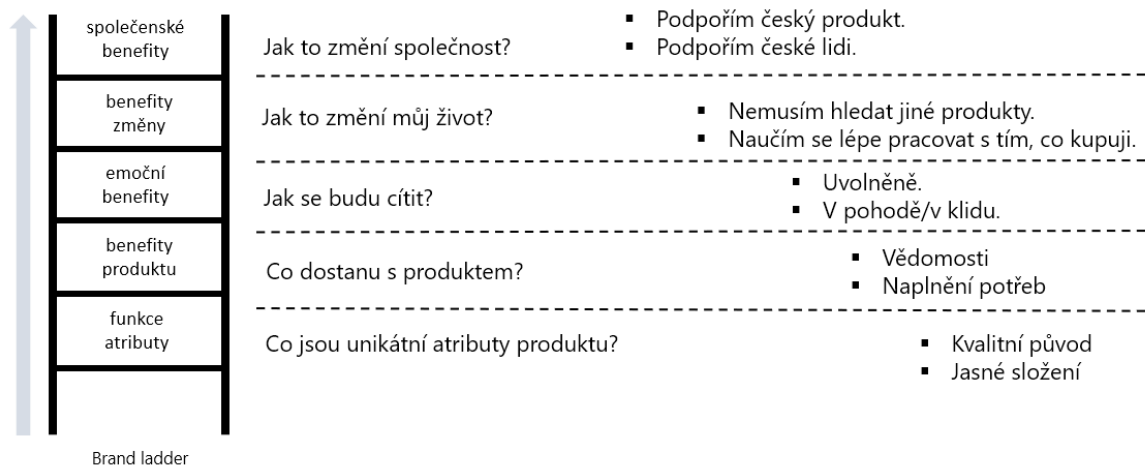 společenské
benefity
Jak to změní společnost?
▪ Podpořím český produkt.
▪ Podpořím české lidi.
benefity
změny
Jak to změní můj život?
▪ Nemusím hledat jiné produkty.
▪ Naučím se lépe pracovat s tím, co kupuji.
emoční
benefity
Jak se budu cítit?
▪ Uvolněně.
▪ V pohodě/v klidu.
benefity
produktu
Co dostanu s produktem?
▪ Vědomosti
▪ Naplnění potřeb
funkce
atributy
Co jsou unikátní atributy produktu?
▪ Kvalitní původ
▪ Jasné složení
Brand ladder